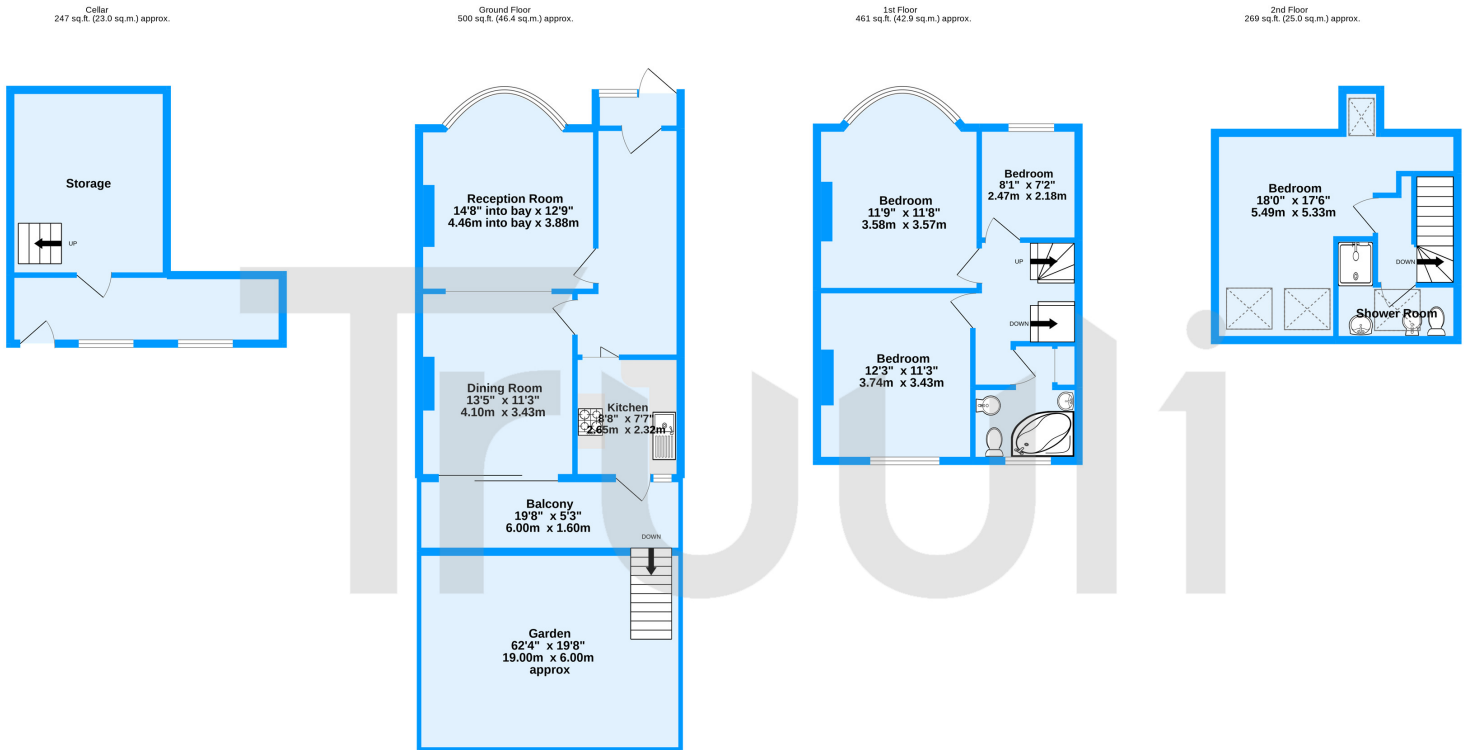 Cellar
247 sq.ft. (23.0 sq.m.) approx.
Ground Floor
500 sq.ft. (46.4 sq.m.) approx.
1st Floor
461 sq.ft. (42.9 sq.m.) approx.
2nd Floor
269 sq.ft. (25.0 sq.m.) approx.
Storage
UP
Reception Room
14'8" into bay x 12'9"
4.46m into bay x 3.88m
Dining Room
13'5" x 11'3"
4.10m x 3.43m
Kitchen
8'8" x 7'7"
2.65m x 2.32m
Balcony
19'8" x 5'3"
6.00m x 1.60m
DOWN
Garden
62'4" x 19'8"
19.00m x 6.00m
approx
Bedroom
11'9" x 11'8"
3.58m x 3.57m
Bedroom
8'1" x 7'2"
2.47m x 2.18m
UP
DOWN
Bedroom
12'3" x 11'3"
3.74m x 3.43m
Bedroom
18'0" x 17'6"
5.49m x 5.33m
DOWN
Shower Room
Truuli